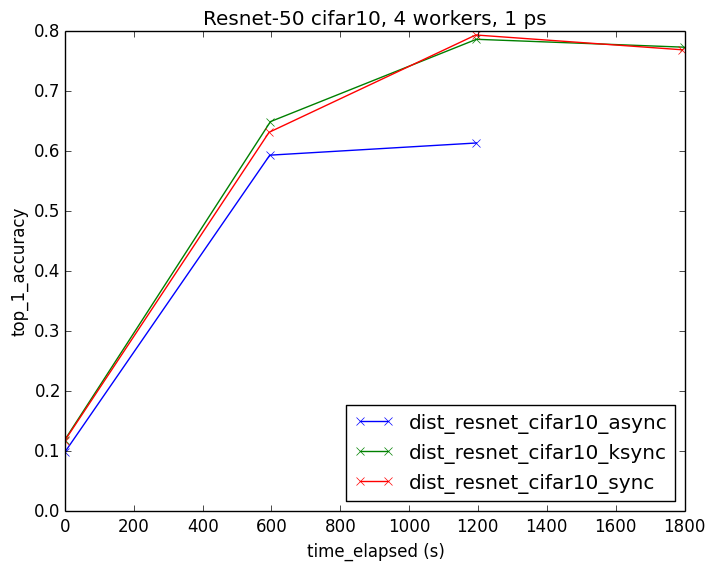 Resnet-50 cifar10, 4 workers, 1 ps
0.8
0.7
0.6
0.5
0.4
0.3
0.2
0.1
0.0
top_1_accuracy
dist_resnet_cifar10_async
dist_resnet_cifar10_ksync
dist_resnet_cifar10_sync
0 200 400 600 800 1000 1200 1400 1600 1800
time_elapsed (s)